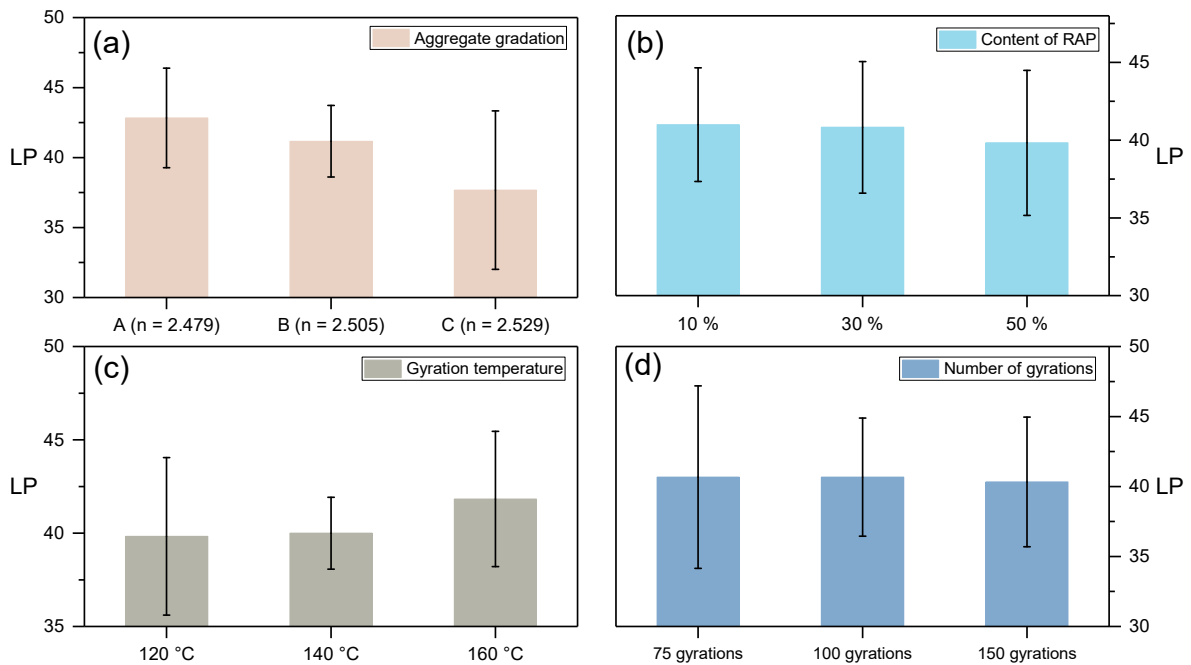 (a)
Aggregate gradation
50
45
40
35
30
LP
A (n = 2.479)
B (n = 2.505)
C (n = 2.529)
(b)
Content of RAP
45
40
35
30
LP
10 %
30 %
50 %
(c)
Gyration temperature
50
45
40
35
LP
120 °C
140 °C
160 °C
(d)
Number of gyrations
50
45
40
35
30
LP
75 gyrations
100 gyrations
150 gyrations